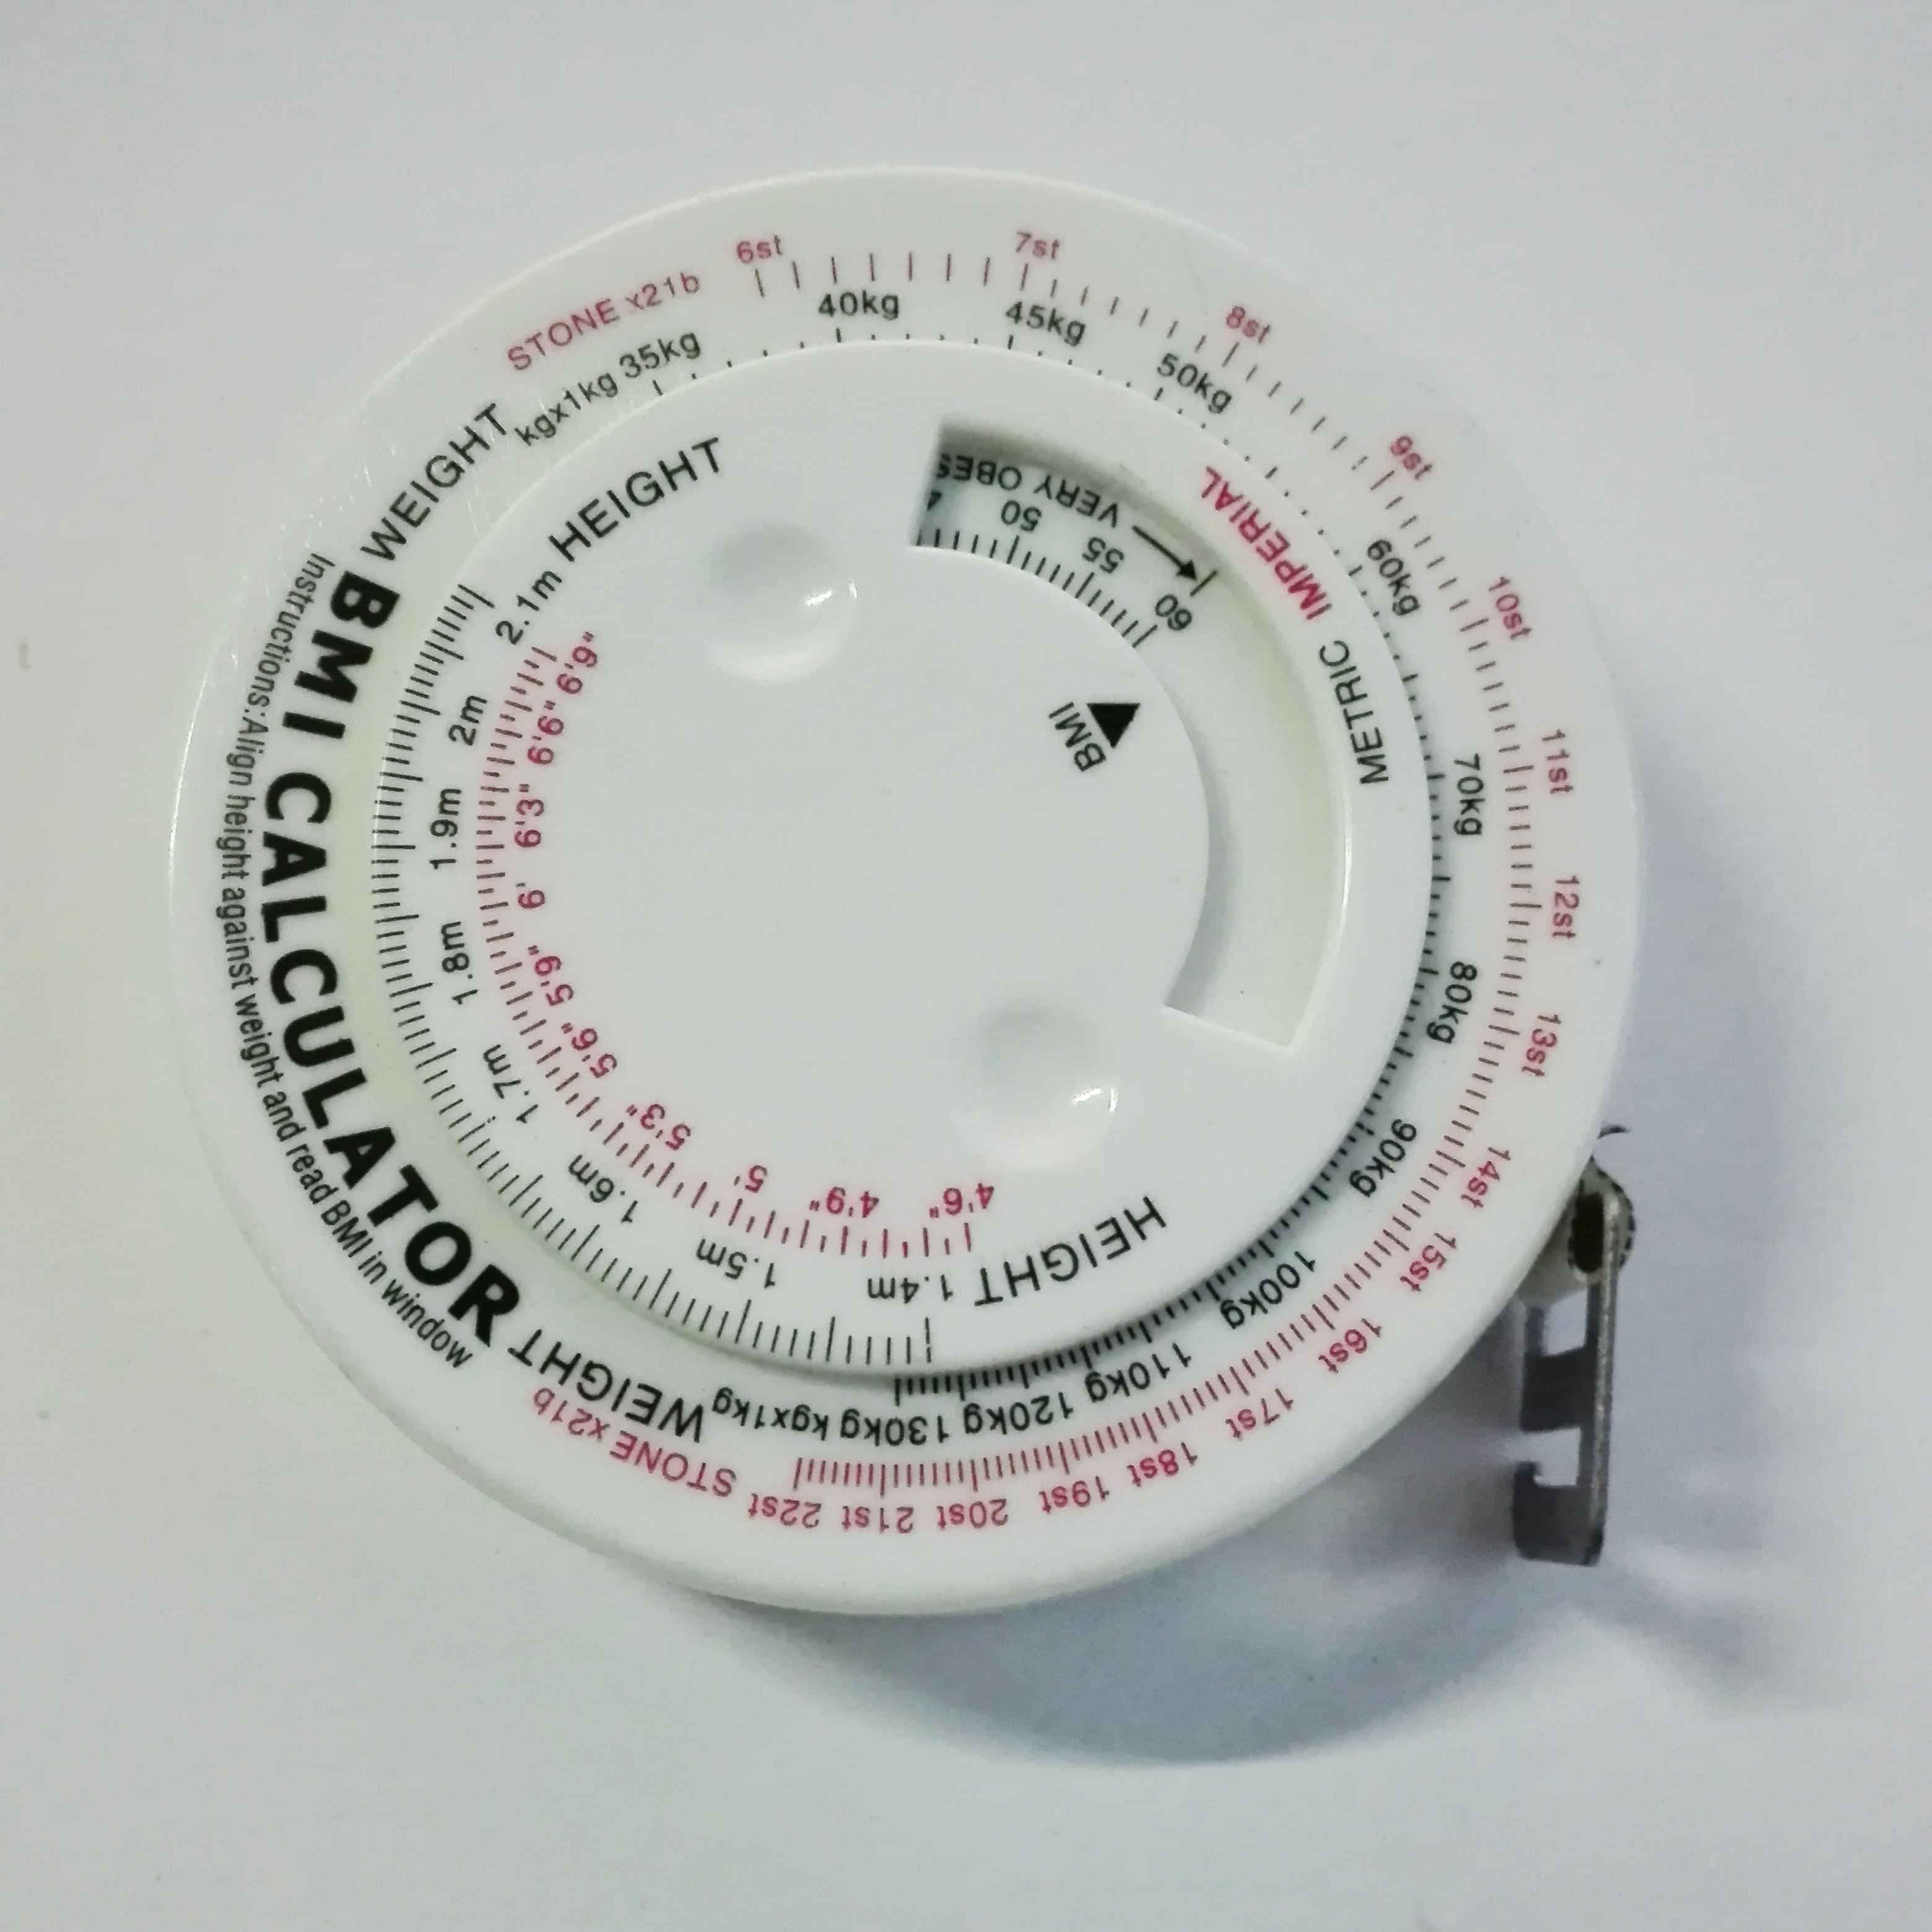 Instructions:Align height against weight and read BMI in window
BMI CALCULATOR
WEIGHT
STONE x21b
6st
7st
8st
9st
10st
11st
12st
13st
14st
15st
16st
17st
18st
19st
20st
21st
22st
STONE x21b
kgx1kg
35kg
40kg
45kg
50kg
60kg
70kg
80kg
90kg
100kg
110kg
120kg
130kg
kgx1kg
WEIGHT
HEIGHT
2.1m
2m
1.9m
1.8m
1.7m
1.6m
1.5m
1.4m
HEIGHT
6'9"
6'6"
6'3"
6'
5'9"
5'6"
5'3"
5'
4'9"
4'6"
IMPERIAL
METRIC
VERY OBES
50
55
60
BMI